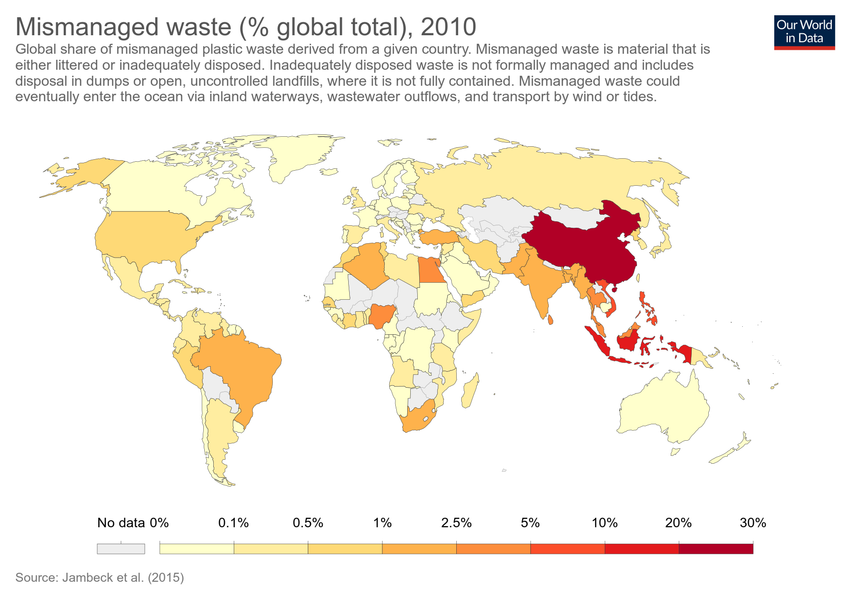 Mismanaged waste (% global total), 2010
Our World
in Data
Global share of mismanaged plastic waste derived from a given country. Mismanaged waste is material that is
either littered or inadequately disposed. Inadequately disposed waste is not formally managed and includes
disposal in dumps or open, uncontrolled landfills, where it is not fully contained. Mismanaged waste could
eventually enter the ocean via inland waterways, wastewater outflows, and transport by wind or tides.
No data 0% 0.1% 0.5% 1% 2.5% 5% 10% 20% 30%
Source: Jambeck et al. (2015)